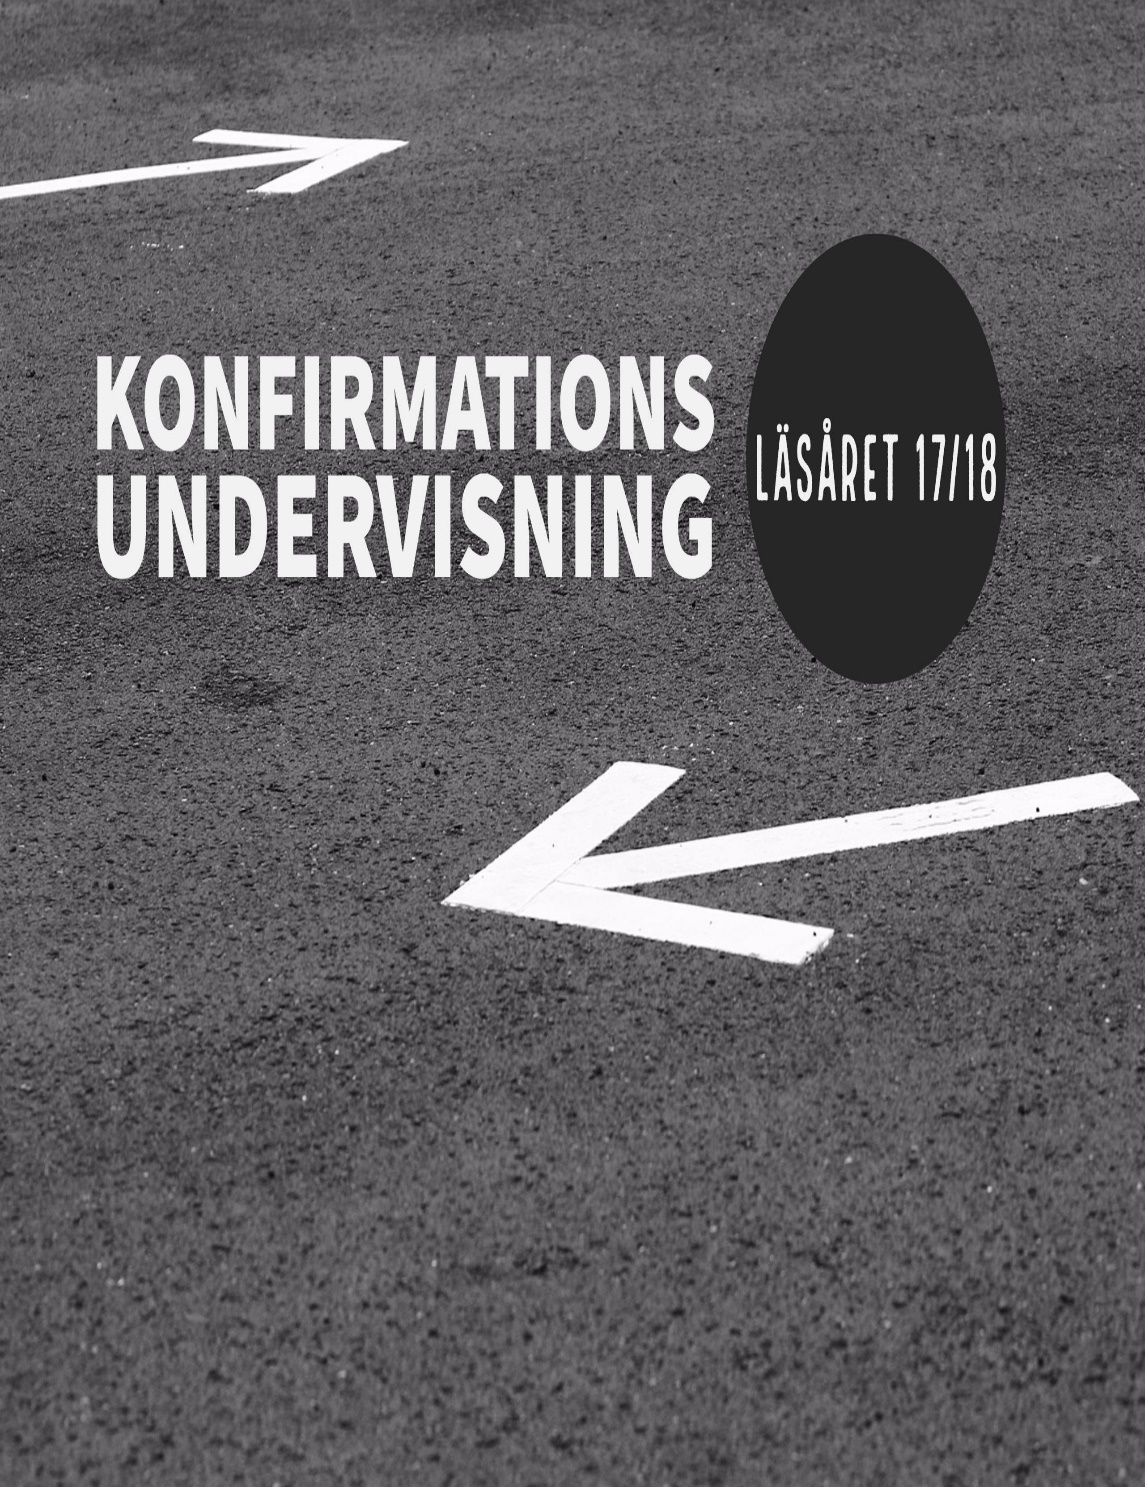 KONFIRMATIONS
UNDERVISNING
LÄSÅRET 17/18